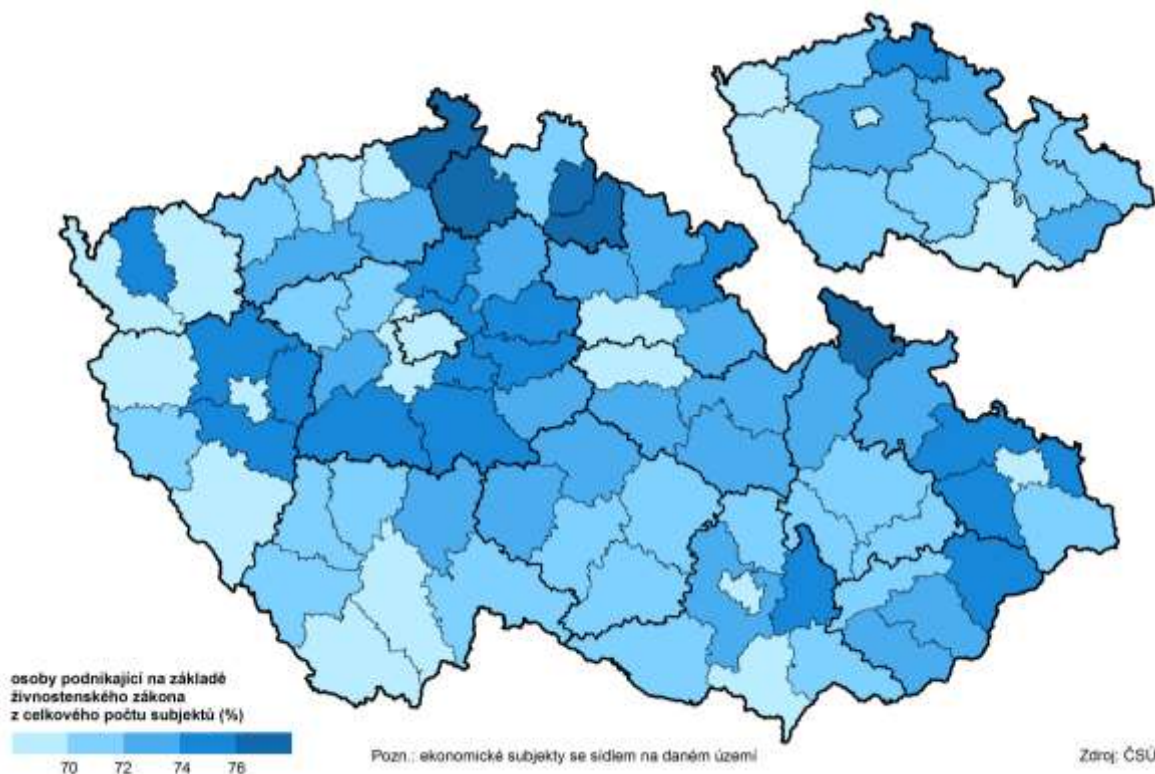 osoby podnikající na základě
živnostenského zákona
z celkového počtu subjektů (%)
70 72 74 76
Pozn.: ekonomické subjekty se sídlem na daném území
Zdroj: ČSÚ